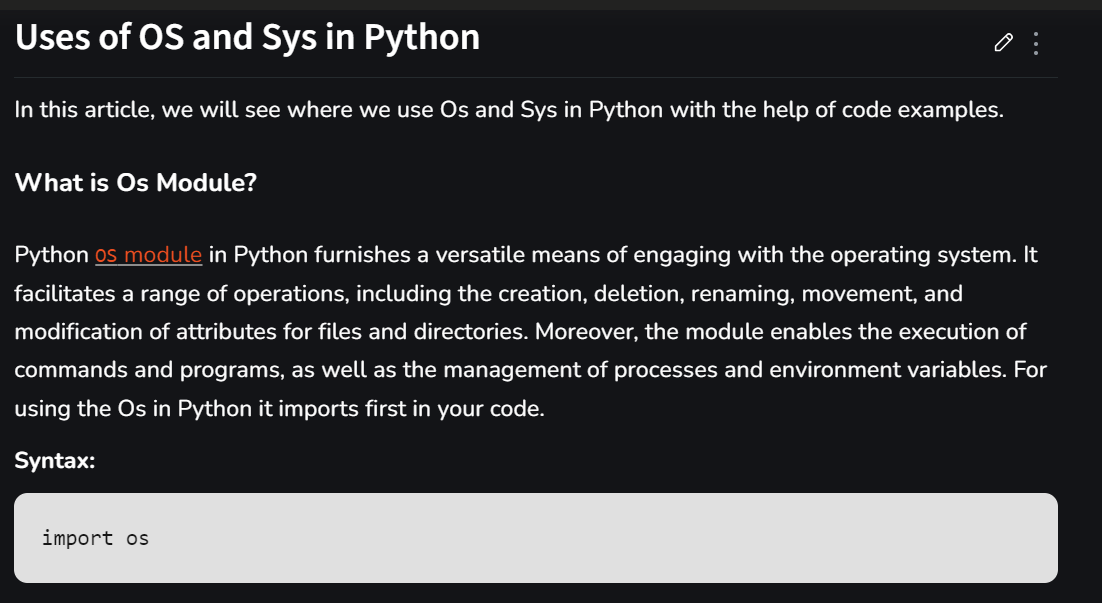 Uses of OS and Sys in Python
In this article, we will see where we use Os and Sys in Python with the help of code examples.
What is Os Module?
Python os module in Python furnishes a versatile means of engaging with the operating system. It
facilitates a range of operations, including the creation, deletion, renaming, movement, and
modification of attributes for files and directories. Moreover, the module enables the execution of
commands and programs, as well as the management of processes and environment variables. For
using the Os in Python it imports first in your code.
Syntax:
import os